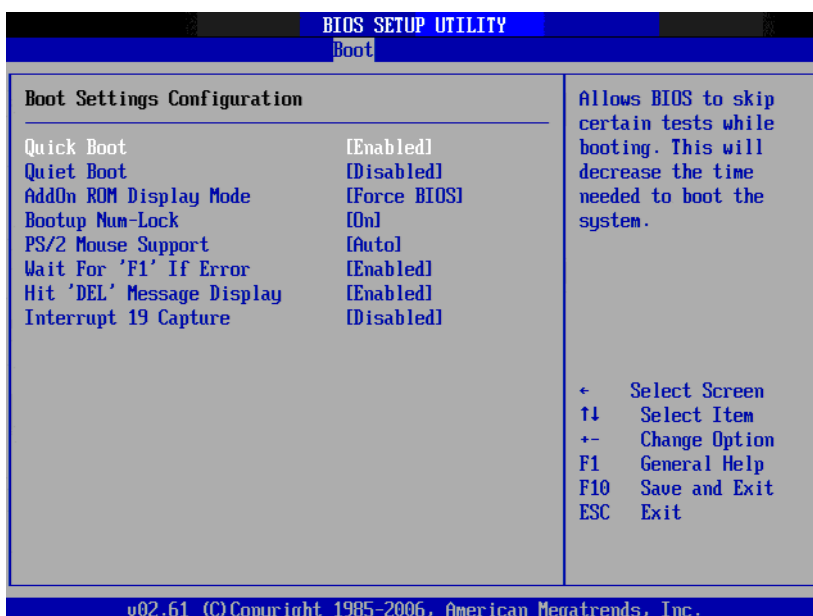 BIOS SETUP UTILITY
Boot
Boot Settings Configuration
Quick Boot [Enabled]
Quiet Boot [Disabled]
AddOn ROM Display Mode [Force BIOS]
Bootup Num-Lock [On]
PS/2 Mouse Support [Auto]
Wait For 'F1' If Error [Enabled]
Hit 'DEL' Message Display [Enabled]
Interrupt 19 Capture [Disabled]
Allows BIOS to skip
certain tests while
booting. This will
decrease the time
needed to boot the
system.
← Select Screen
↑↓ Select Item
+- Change Option
F1 General Help
F10 Save and Exit
ESC Exit
v02.61 (C)Copyright 1985-2006, American Megatrends, Inc.